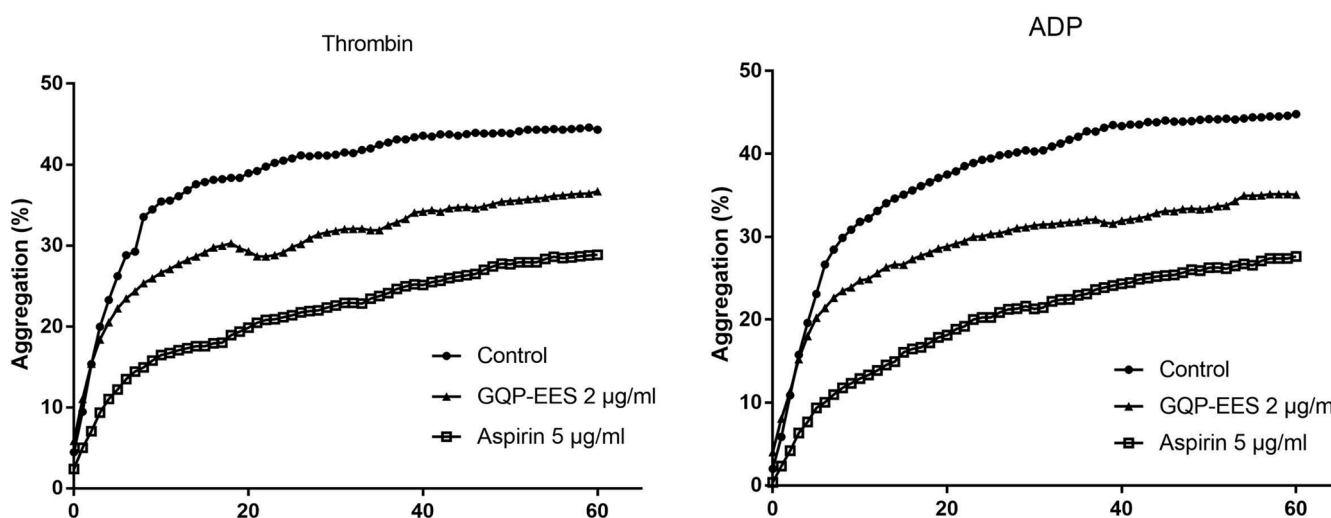 Thrombin
Aggregation (%)
50
40
30
20
10
0
0 20 40 60
Control
GQP-EES 2 µg/ml
Aspirin 5 µg/ml
ADP
Aggregation (%)
50
40
30
20
10
0
0 20 40 60
Control
GQP-EES 2 µg/m
Aspirin 5 µg/ml